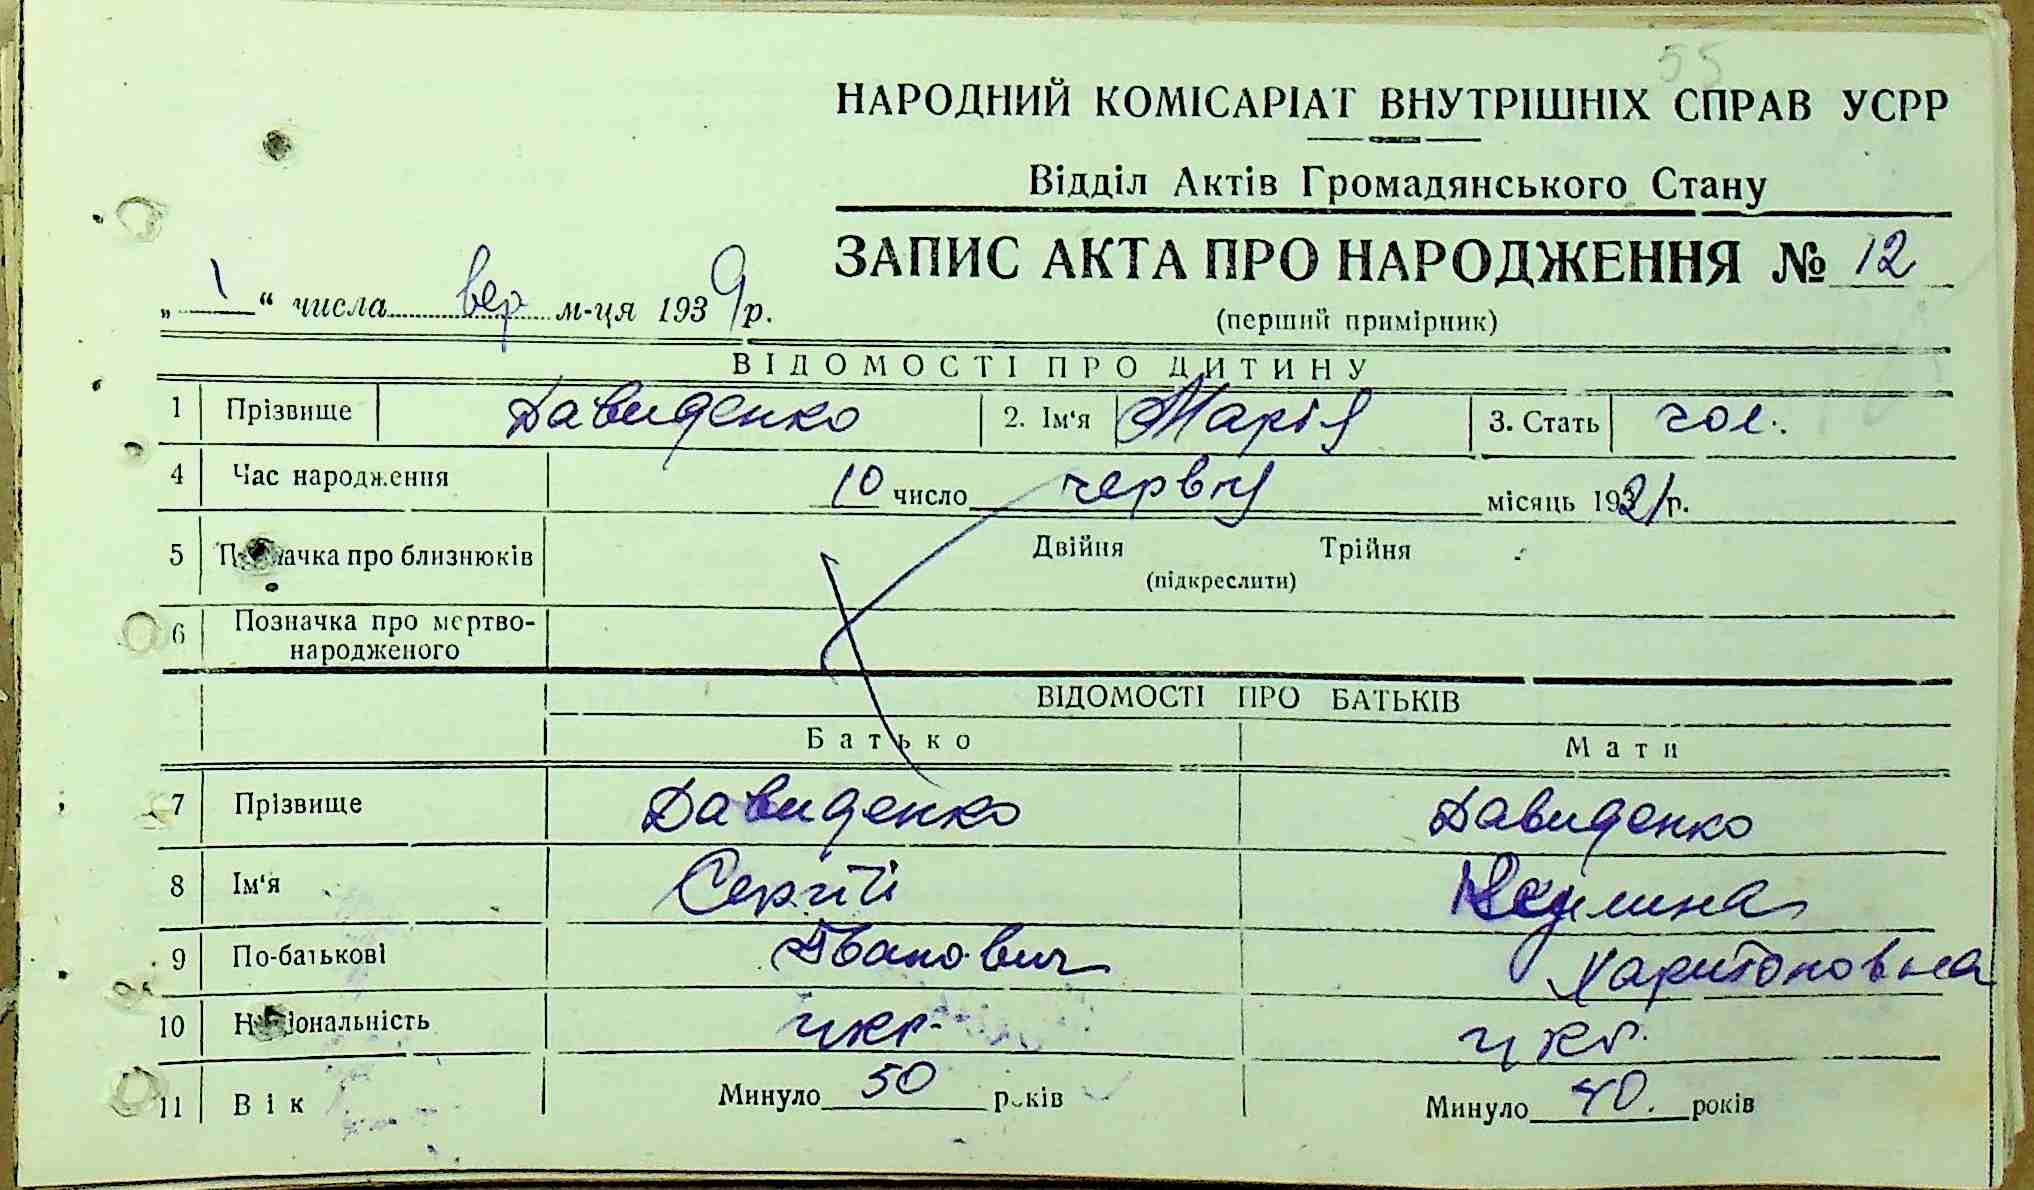 55
НАРОДНИЙ КОМІСАРІАТ ВНУТРІШНІХ СПРАВ УСРР
Відділ Актів Громадянського Стану
ЗАПИС АКТА ПРО НАРОДЖЕННЯ № 12
„ 1 “ числа вер м-ця 1939 р.
(перший примірник)
ВІДОМОСТІ ПРО ДИТИНУ
1 Прізвище Давиденко 2. Ім'я Марія 3. Стать чол.
4 Час народження 10 число червня місяць 1921 р.
5 Позначка про близнюків Двійня Трійня
(підкреслити)
6 Позначка про мертво-
народженого
ВІДОМОСТІ ПРО БАТЬКІВ
Батько Мати
7 Прізвище Давиденко Давиденко
8 Ім'я Сергій
9 По-батькові Іванович Харитоновьна
10 Національність укр. укр.
11 Вік Минуло 50 років Минуло 40. років